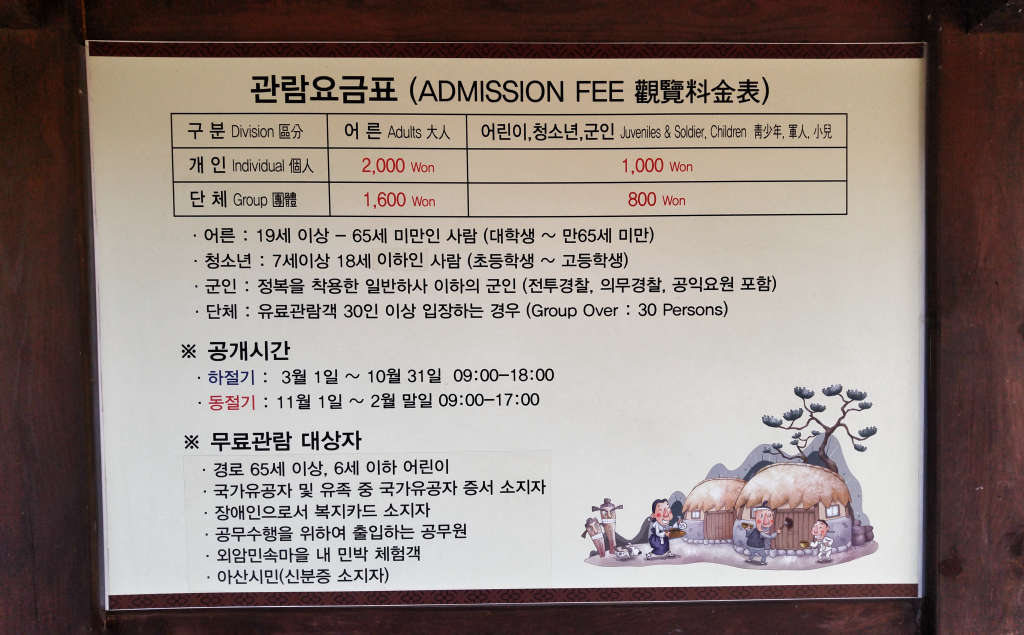 관람요금표 (ADMISSION FEE 觀覽料金表)
구 분 Division 區分 어 른 Adults 大人 어린이,청소년,군인 Juveniles & Soldier, Children 靑少年, 軍人, 小兒
개 인 Individual 個人 2,000 Won 1,000 Won
단 체 Group 團體 1,600 Won 800 Won
· 어른 : 19세 이상 - 65세 미만인 사람 (대학생 ~ 만65세 미만)
· 청소년 : 7세이상 18세 이하인 사람 (초등학생 ~ 고등학생)
· 군인 : 정복을 착용한 일반하사 이하의 군인 (전투경찰, 의무경찰, 공익요원 포함)
· 단체 : 유료관람객 30인 이상 입장하는 경우 (Group Over : 30 Persons)
※ 공개시간
· 하절기 : 3월 1일 ~ 10월 31일 09:00-18:00
· 동절기 : 11월 1일 ~ 2월 말일 09:00-17:00
※ 무료관람 대상자
· 경로 65세 이상, 6세 이하 어린이
· 국가유공자 및 유족 중 국가유공자 증서 소지자
· 장애인으로서 복지카드 소지자
· 공무수행을 위하여 출입하는 공무원
· 외암민속마을 내 민박 체험객
· 아산시민(신분증 소지자)